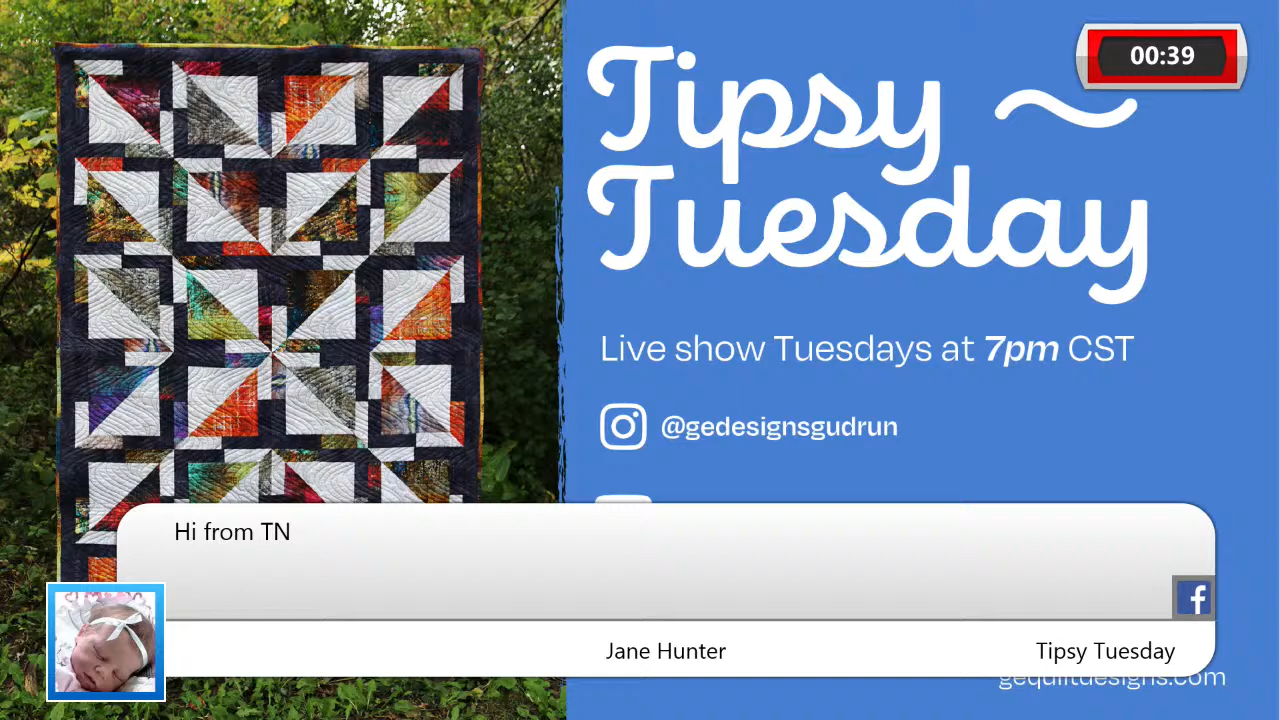 Tipsy ~
Tuesday
00:39
Live show Tuesdays at 7pm CST
@gedesignsgudrun
Hi from TN
Jane Hunter
Tipsy Tuesday
gequiltdesigns.com